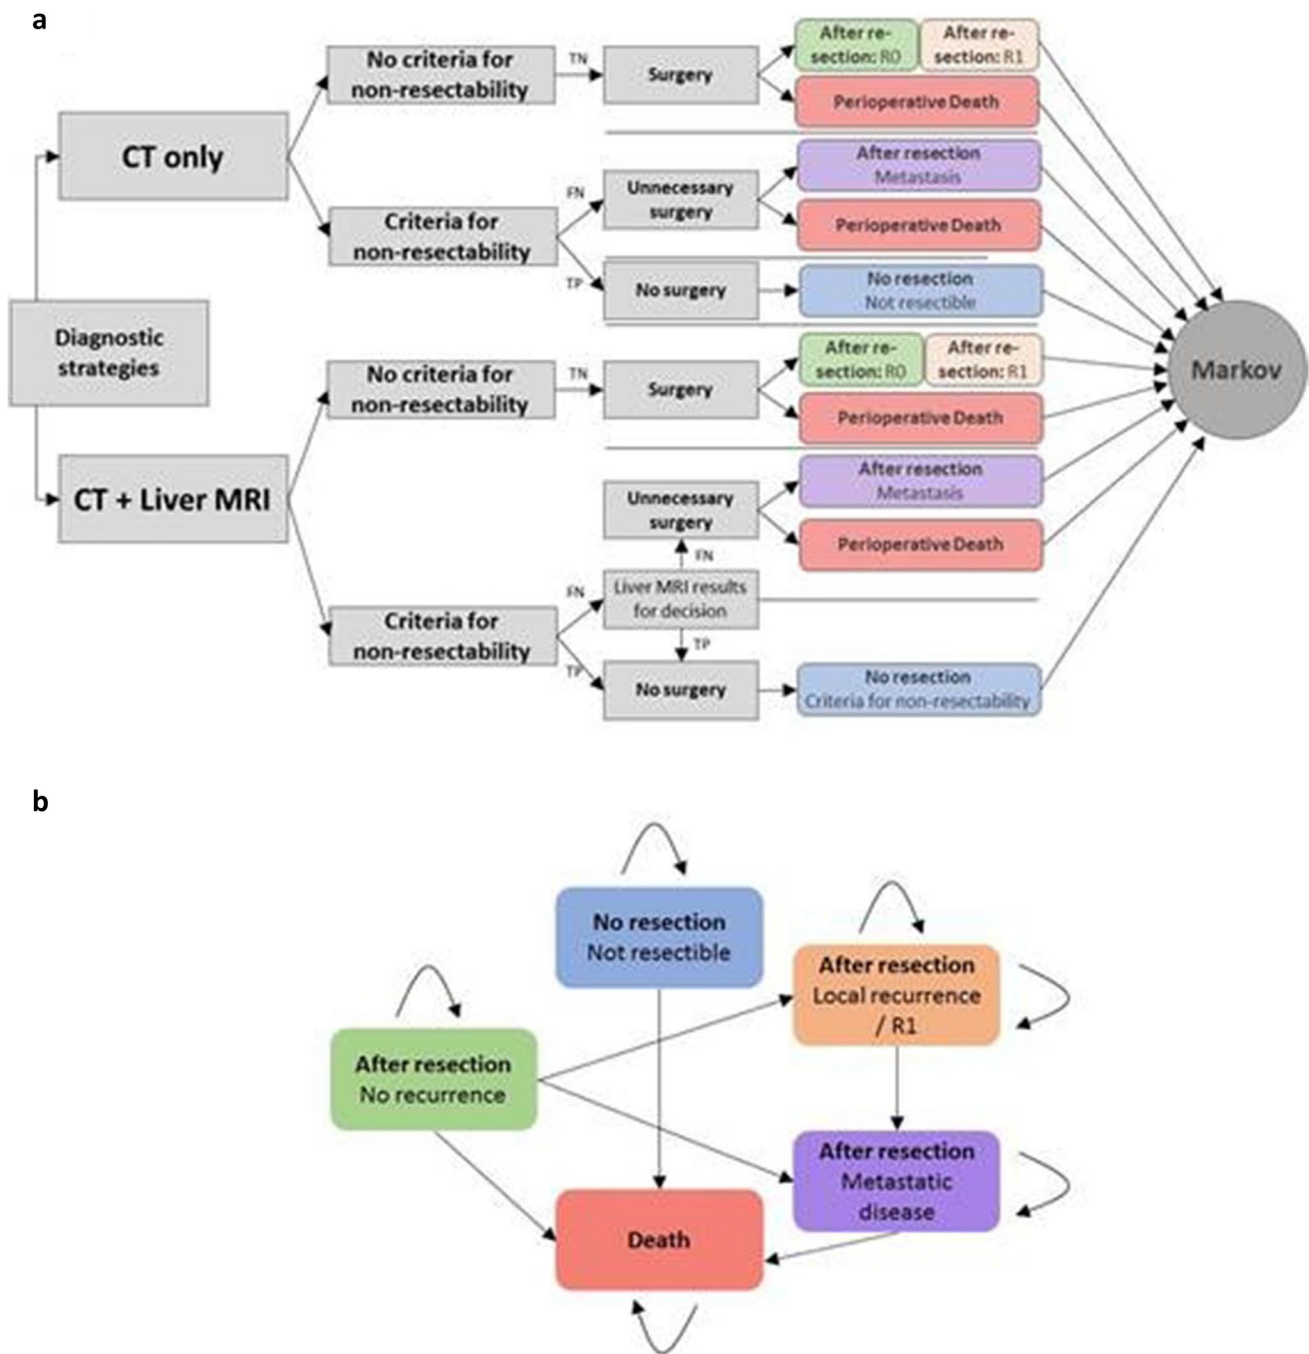 a
CT only
No criteria for
non-resectability
TN
Surgery
After re-
section: R0
After re-
section: R1
Perioperative Death
Criteria for
non-resectability
FN
Unnecessary
surgery
After resection
Metastasis
Perioperative Death
TP
No surgery
No resection
Not resectible
Diagnostic
strategies
Markov
CT + Liver MRI
No criteria for
non-resectability
TN
Surgery
After re-
section: R0
After re-
section: R1
Perioperative Death
Unnecessary
surgery
After resection
Metastasis
Perioperative Death
FN
Criteria for
non-resectability
FN
Liver MRI results
for decision
TP
TP
No surgery
No resection
Criteria for non-resectability
b
No resection
Not resectible
After resection
Local recurrence
/ R1
After resection
No recurrence
After resection
Metastatic
disease
Death